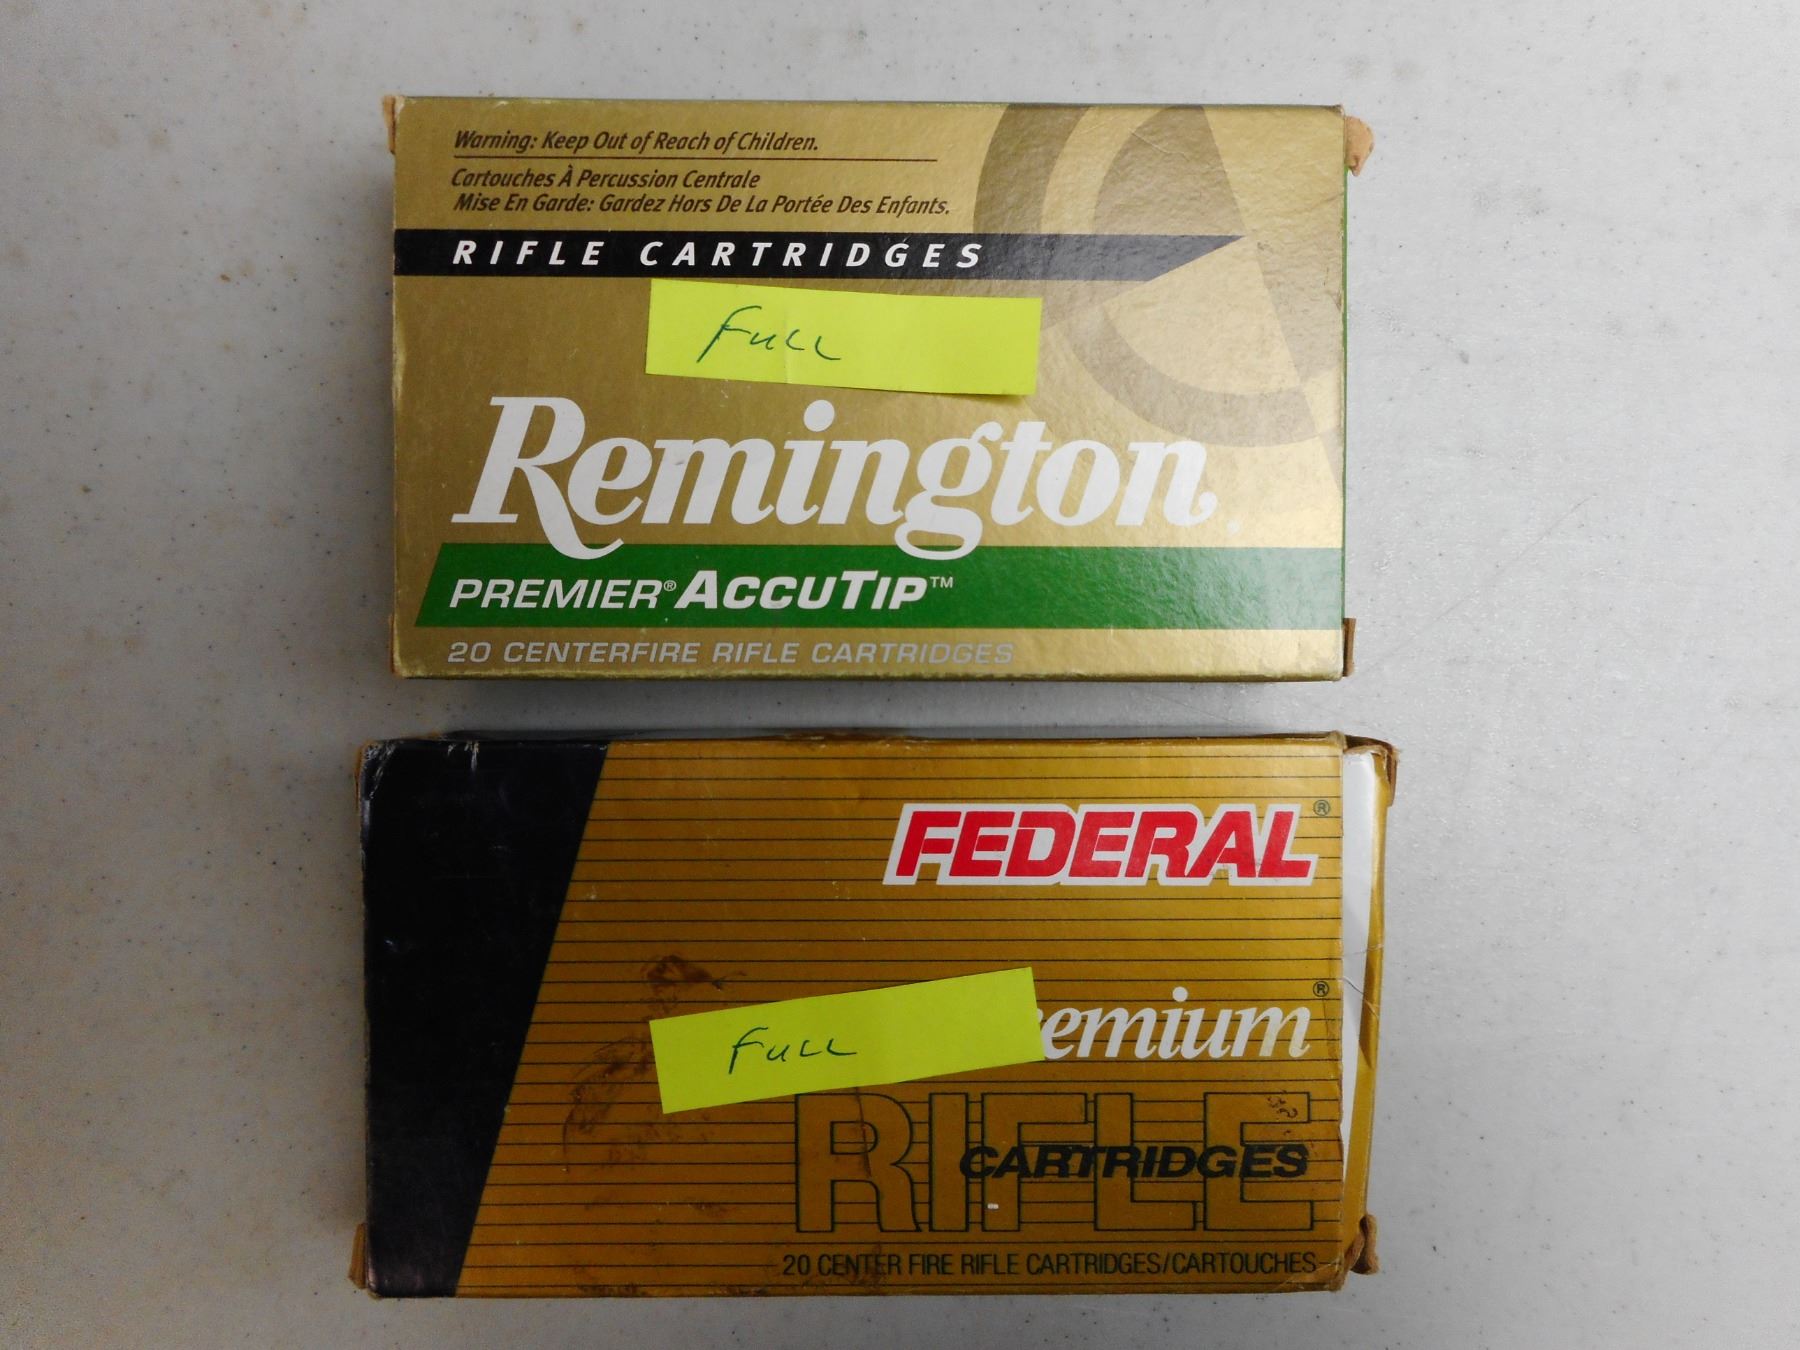 Warning: Keep Out of Reach of Children.
Cartouches À Percussion Centrale
Mise En Garde: Gardez Hors De La Portée Des Enfants.
RIFLE CARTRIDGES
Full
Remington®
PREMIER® ACCUTIP™
20 CENTERFIRE RIFLE CARTRIDGES
FEDERAL®
Full
emium®
RIFLE
CARTRIDGES
20 CENTER FIRE RIFLE CARTRIDGES/CARTOUCHES